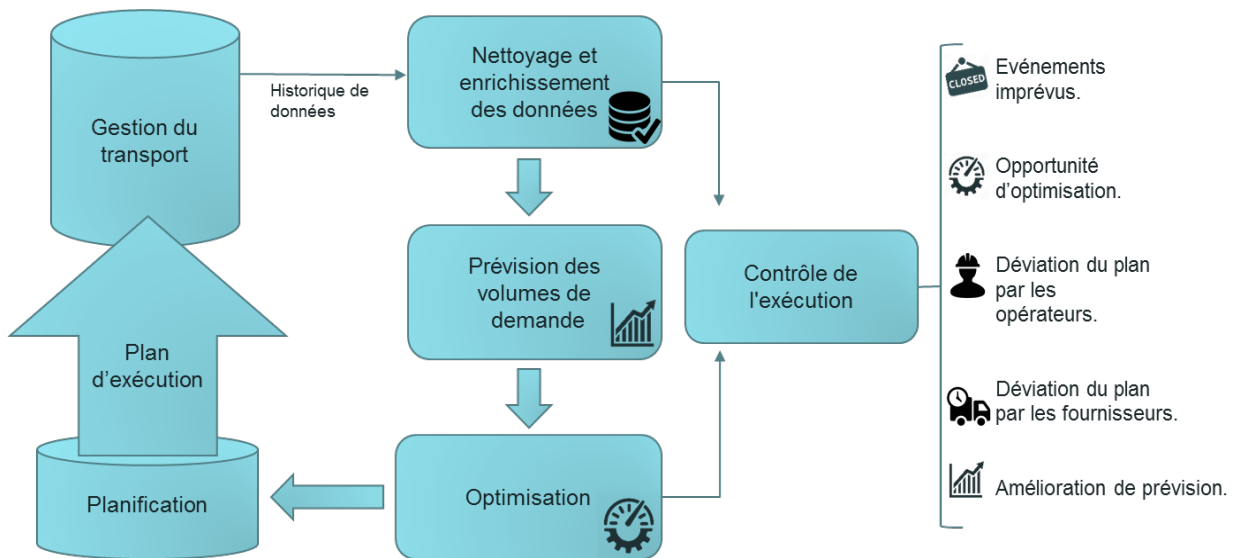 Gestion du
transport
Historique de
données
Nettoyage et
enrichissement
des données
Prévision des
volumes de
demande
Optimisation
Planification
Plan
d’exécution
Contrôle de
l'exécution
CLOSED
Evénements
imprévus.
Opportunité
d’optimisation.
Déviation du plan
par les
opérateurs.
Déviation du plan
par les fournisseurs.
Amélioration de prévision.